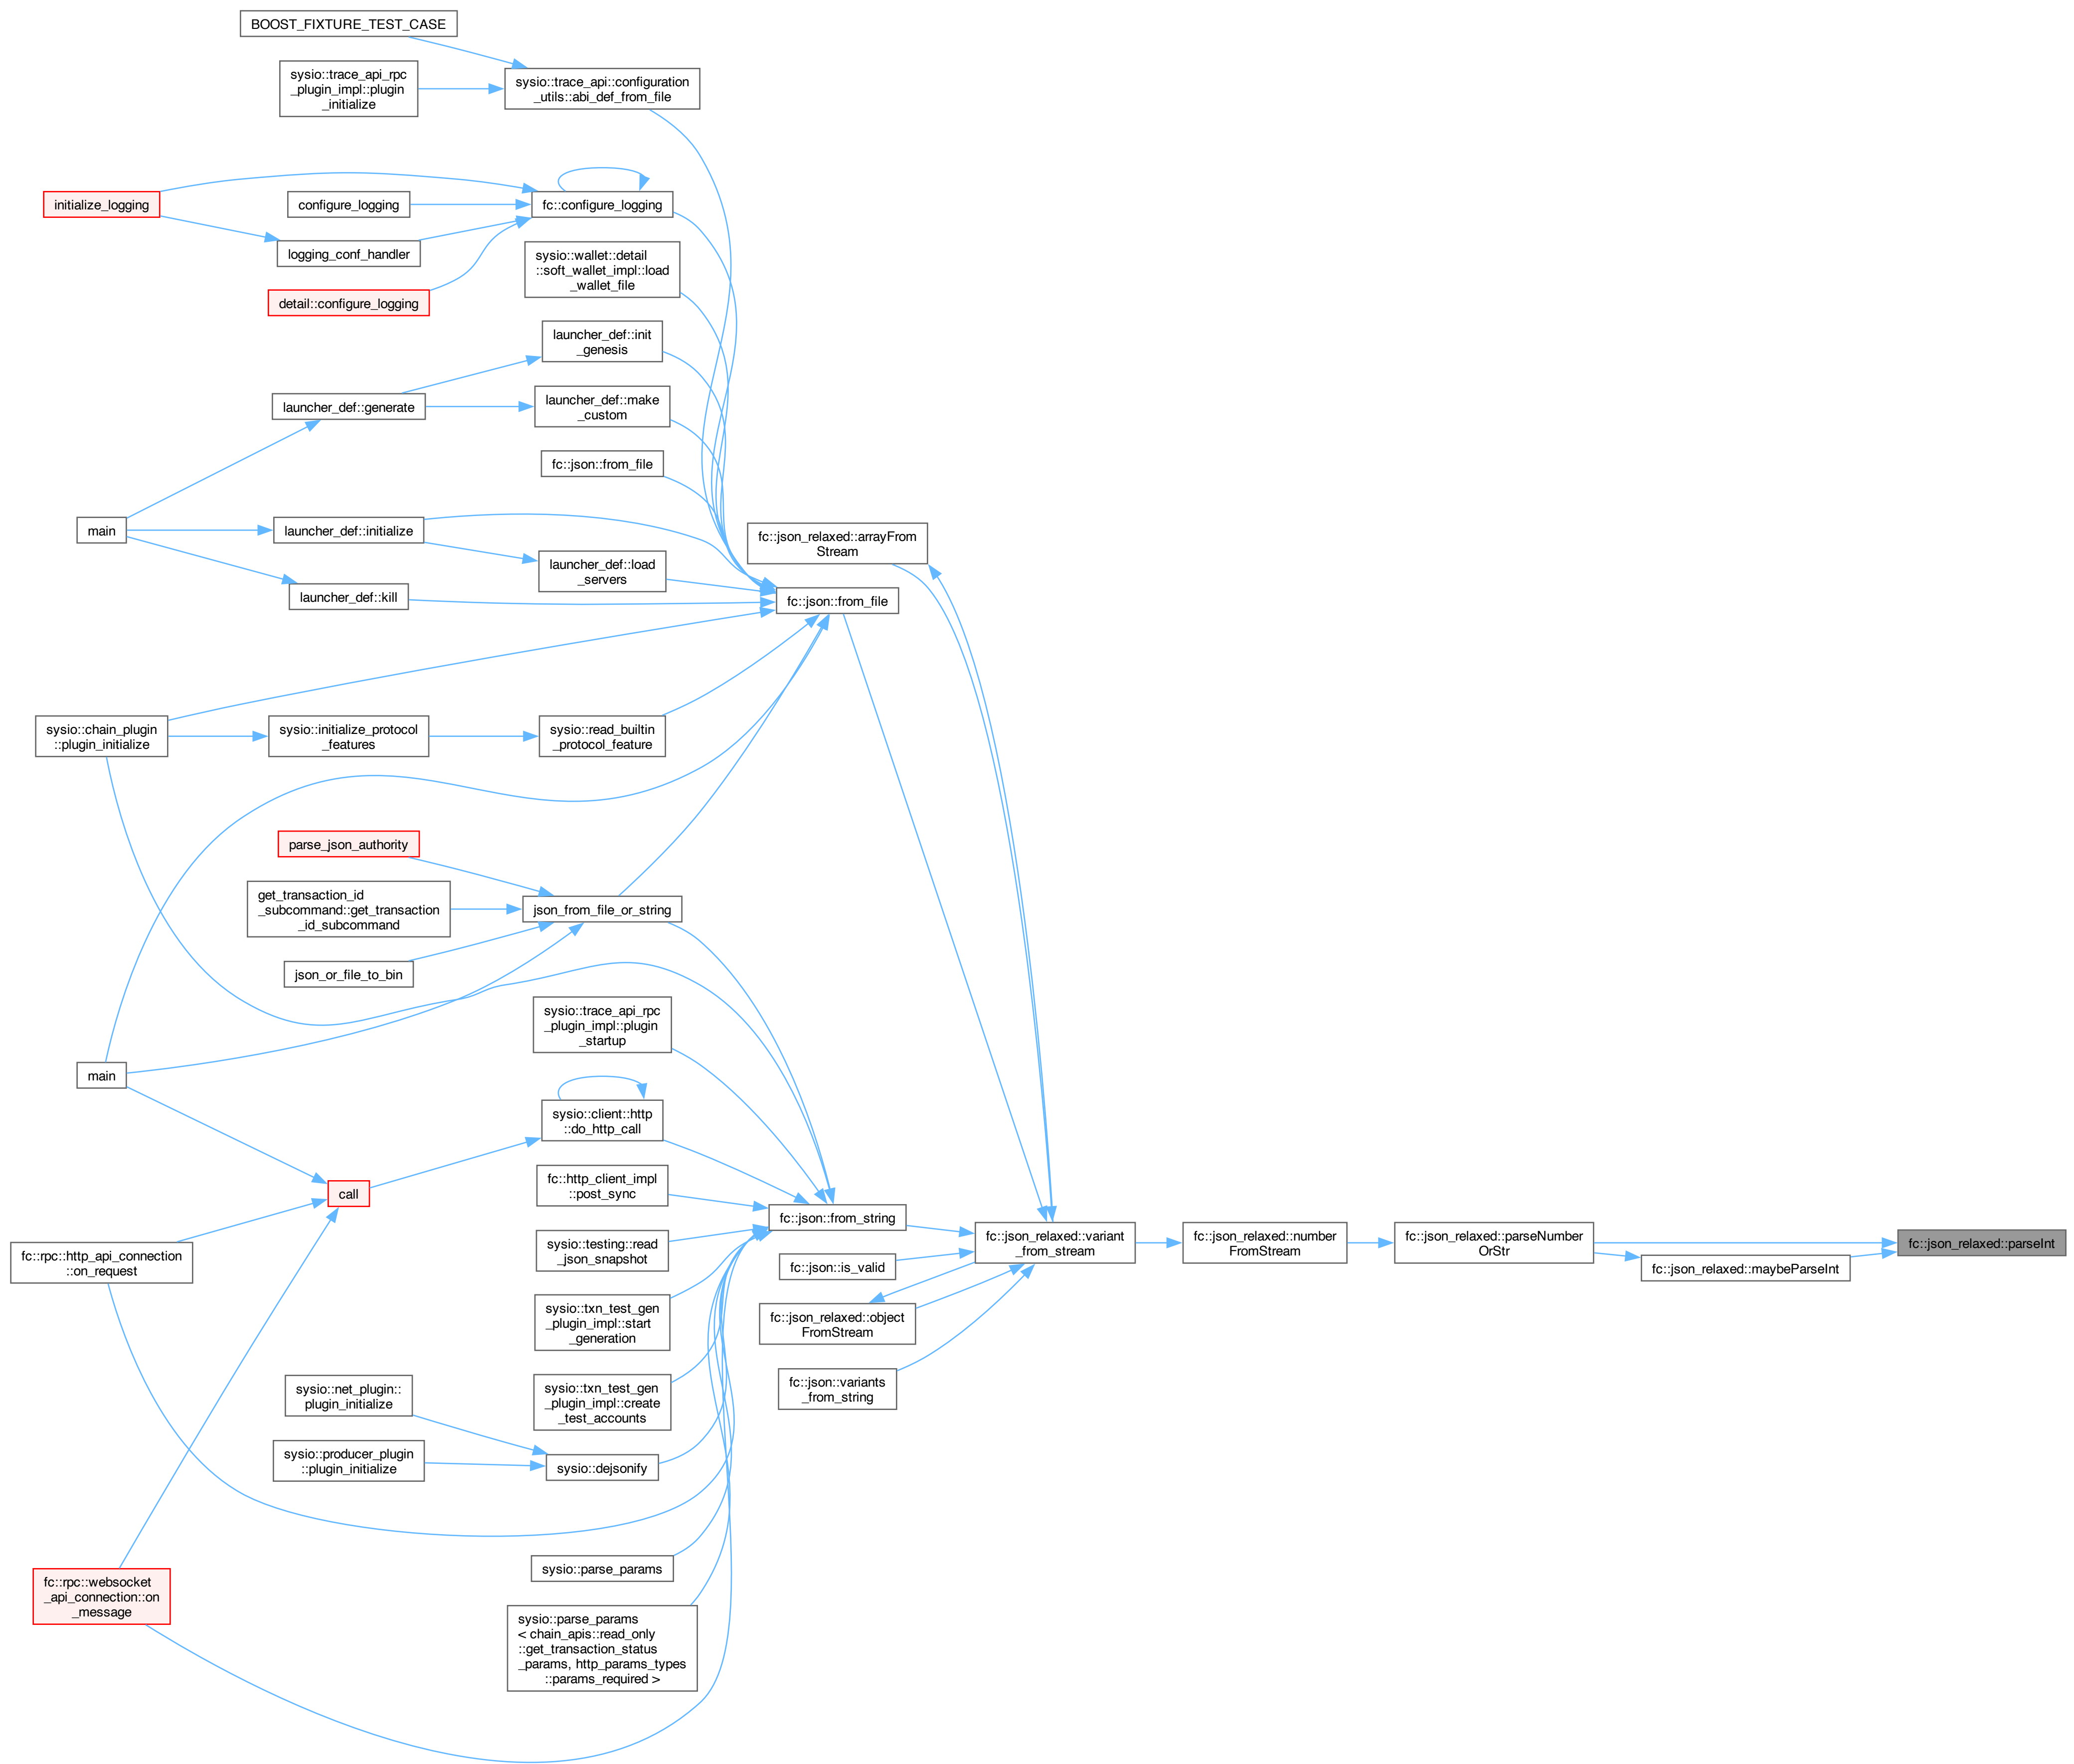 BOOST_FIXTURE_TEST_CASE
sysio::trace_api_rpc
_plugin_impl::plugin
_initialize
sysio::trace_api::configuration
_utils::abi_def_from_file
initialize_logging
configure_logging
fc::configure_logging
logging_conf_handler
detail::configure_logging
sysio::wallet::detail
::soft_wallet_impl::load
_wallet_file
launcher_def::init
_genesis
launcher_def::generate
launcher_def::make
_custom
fc::json::from_file
main
launcher_def::initialize
launcher_def::load
_servers
launcher_def::kill
fc::json_relaxed::arrayFrom
Stream
fc::json::from_file
sysio::chain_plugin
::plugin_initialize
sysio::initialize_protocol
_features
sysio::read_builtin
_protocol_feature
parse_json_authority
get_transaction_id
_subcommand::get_transaction
_id_subcommand
json_from_file_or_string
json_or_file_to_bin
sysio::trace_api_rpc
_plugin_impl::plugin
_startup
main
sysio::client::http
::do_http_call
call
fc::http_client_impl
::post_sync
fc::json::from_string
fc::rpc::http_api_connection
::on_request
sysio::testing::read
_json_snapshot
fc::json::is_valid
fc::json_relaxed::variant
_from_stream
fc::json_relaxed::number
FromStream
fc::json_relaxed::parseNumber
OrStr
fc::json_relaxed::parseInt
fc::json_relaxed::maybeParseInt
sysio::txn_test_gen
_plugin_impl::start
_generation
fc::json_relaxed::object
FromStream
fc::json::variants
_from_string
sysio::txn_test_gen
_plugin_impl::create
_test_accounts
sysio::net_plugin::
plugin_initialize
sysio::producer_plugin
::plugin_initialize
sysio::dejsonify
sysio::parse_params
fc::rpc::websocket
_api_connection::on
_message
sysio::parse_params
< chain_apis::read_only
::get_transaction_status
_params, http_params_types
::params_required >